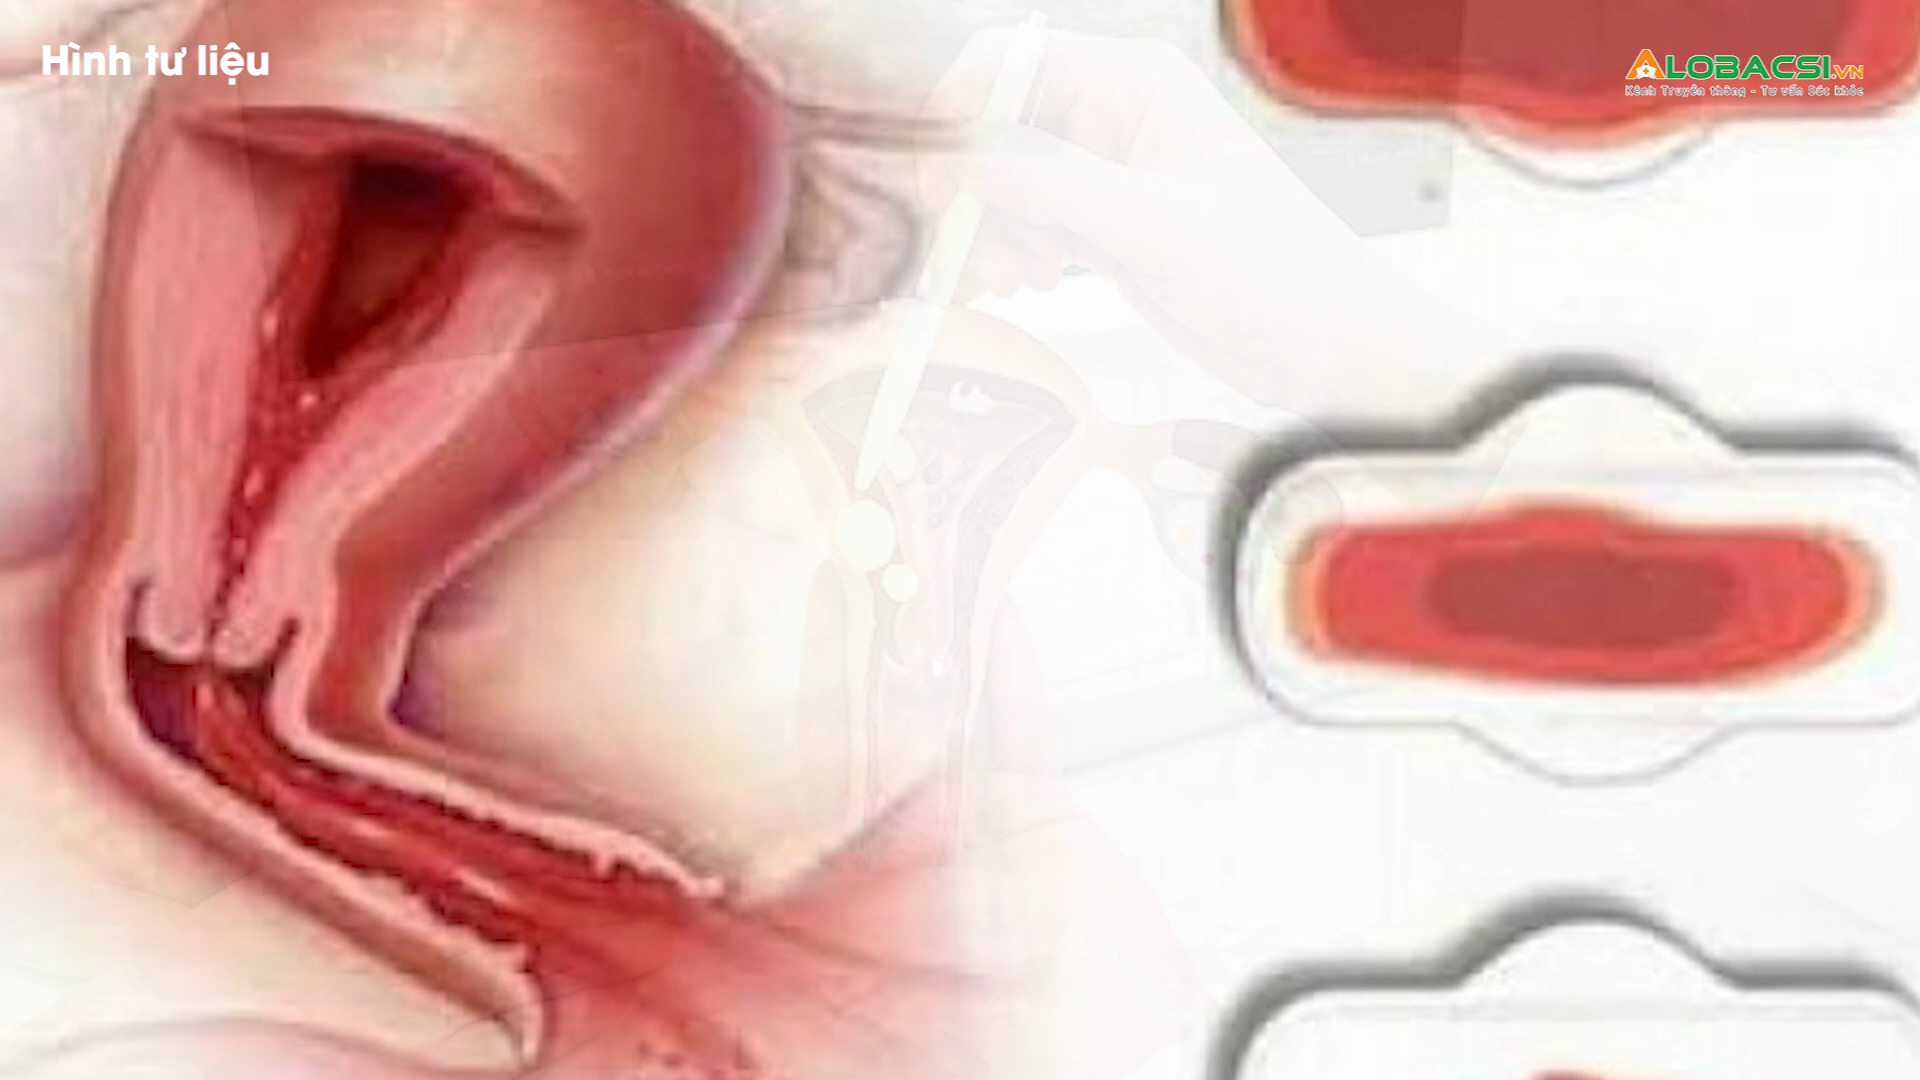 Hình tư liệu
ALOBACSI.VN
Kênh Truyền thông - Tư vấn Sức khỏe